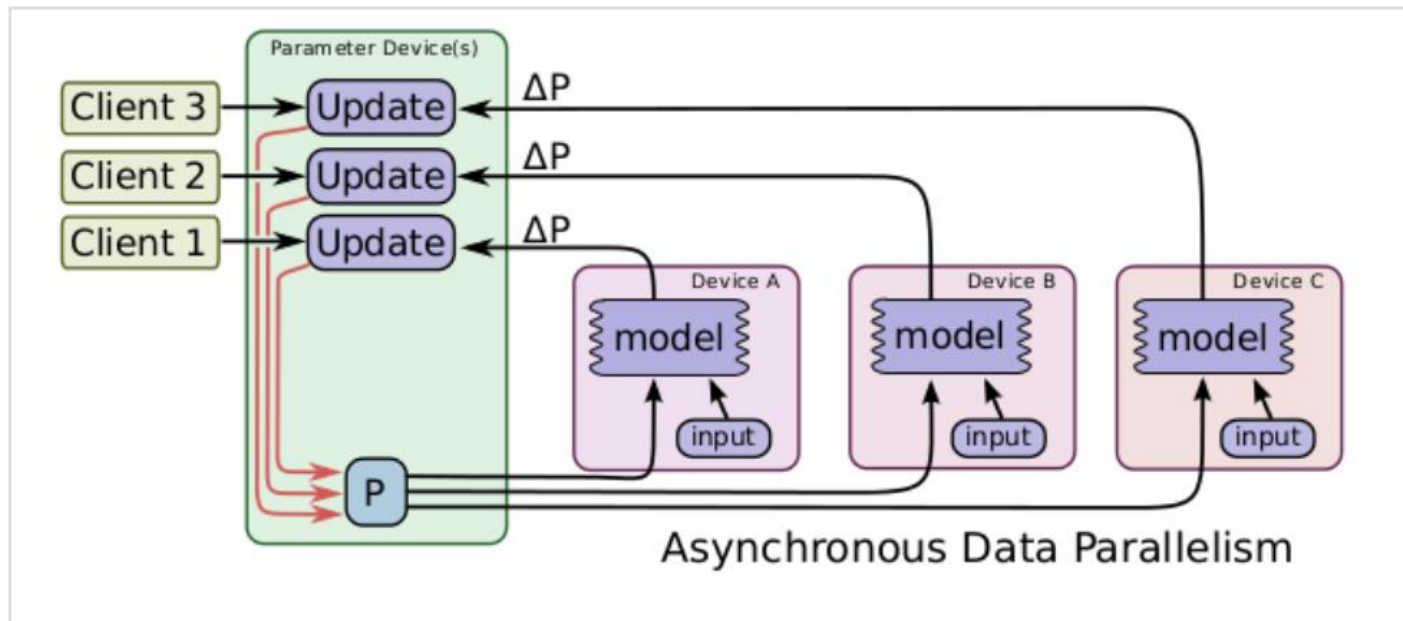 Parameter Device(s)
Client 3
Update
ΔP
Client 2
Update
ΔP
Client 1
Update
ΔP
Device A
Device B
Device C
model
model
model
input
input
input
P
Asynchronous Data Parallelism